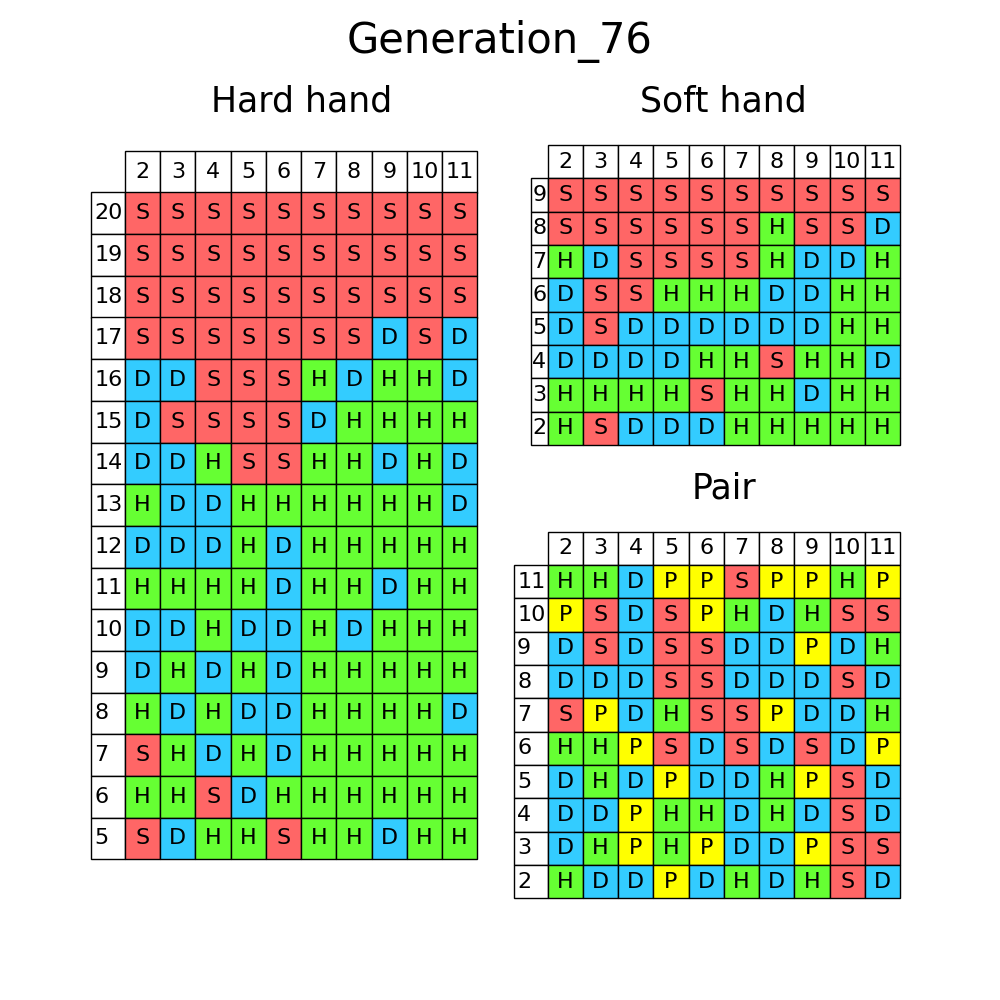 Generation_76
Hard hand
2 3 4 5 6 7 8 9 10 11
20 S S S S S S S S S S
19 S S S S S S S S S S
18 S S S S S S S S S S
17 S S S S S S S D S D
16 D D S S S H D H H D
15 D S S S S D H H H H
14 D D H S S H H D H D
13 H D D H H H H H H D
12 D D D H D H H H H H
11 H H H H D H H D H H
10 D D H D D H D H H H
9 D H D H D H H H H H
8 H D H D D H H H H D
7 S H D H D H H H H H
6 H H S D H H H H H H
5 S D H H S H H D H H
Soft hand
2 3 4 5 6 7 8 9 10 11
9 S S S S S S S S S S
8 S S S S S S H S S D
7 H D S S S S H D D H
6 D S S H H H D D H H
5 D S D D D D D D H H
4 D D D D H H S H H D
3 H H H H S H H D H H
2 H S D D D H H H H H
Pair
2 3 4 5 6 7 8 9 10 11
11 H H D P P S P P H P
10 P S D S P H D H S S
9 D S D S S D D P D H
8 D D D S S D D D S D
7 S P D H S S P D D H
6 H H P S D S D S D P
5 D H D P D D H P S D
4 D D P H H D H D S D
3 D H P H P D D P S S
2 H D D P D H D H S D